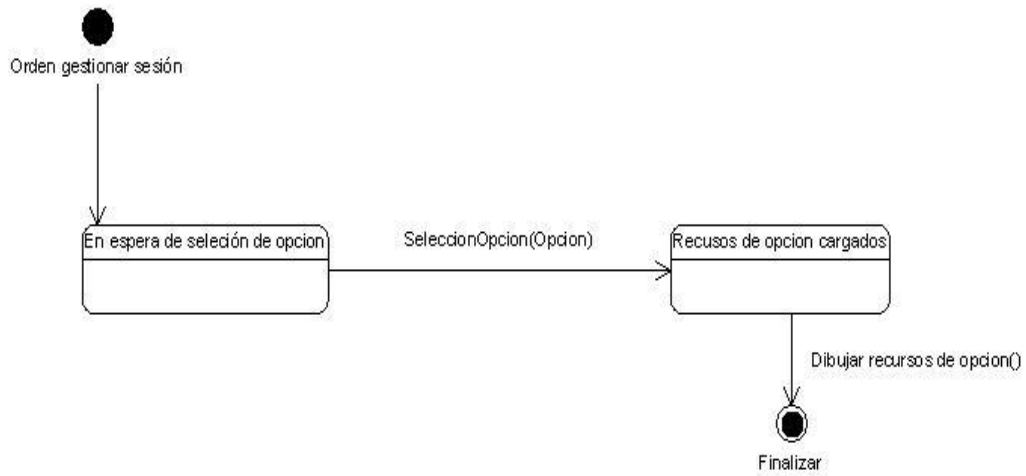 Orden gestionar sesión
En espera de seleción de opcion
SeleccionOpcion(Opcion)
Recusos de opcion cargados
Dibujar recursos de opcion()
Finalizar